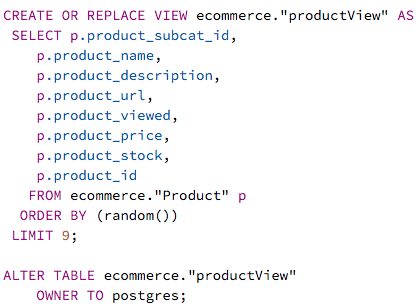 CREATE OR REPLACE VIEW ecommerce."productView" AS
SELECT p.product_subcat_id,
p.product_name,
p.product_description,
p.product_url,
p.product_viewed,
p.product_price,
p.product_stock,
p.product_id
FROM ecommerce."Product" p
ORDER BY (random())
LIMIT 9;
ALTER TABLE ecommerce."productView"
OWNER TO postgres;